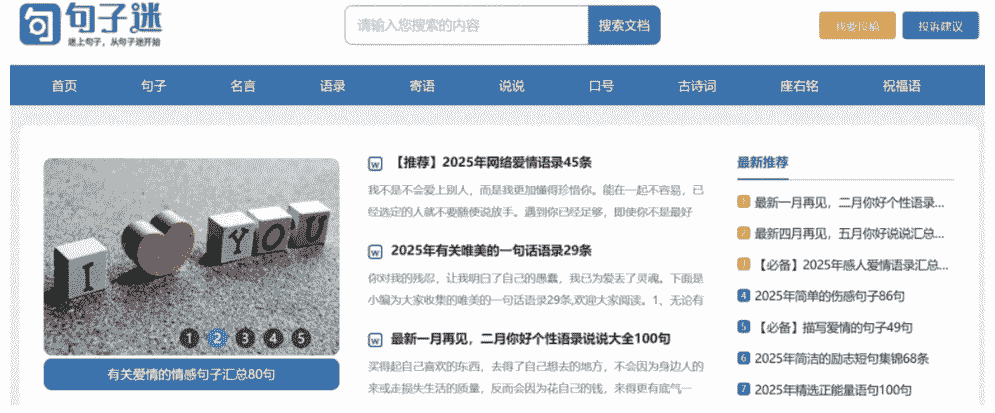 句 句子迷
迷上句子，从句子迷开始
请输入您搜索的内容
搜索文档
我要投稿
投诉建议
首页 句子 名言 语录 寄语 说说 口号 古诗词 座右铭 祝福语
I YOU
1 2 3 4 5
有关爱情的情感句子汇总80句
【推荐】2025年网络爱情语录45条
我不是不会爱上别人，而是我更加懂得珍惜你。能在一起不容易，已
经选定的人就不要随便说放手。遇到你已经足够，即使你不是最好
2025年有关唯美的一句话语录29条
你对我的残忍，让我明白了自己的愚蠢，我已为爱丢了灵魂。下面是
小编为大家收集的唯美的一句话语录29条,欢迎大家阅读。1、无论有
最新一月再见，二月你好个性语录说说大全100句
买得起自己喜欢的东西，去得了自己想去的地方，不会因为身边人的
来或走损失生活的质量，反而会因为花自己的钱，来得更有底气一
最新推荐
1 最新一月再见，二月你好个性语录...
2 最新四月再见，五月你好说说汇总...
3 【必备】2025年感人爱情语录汇总...
4 2025年简单的伤感句子86句
5 【必备】描写爱情的句子49句
6 2025年简洁的励志短句集锦68条
7 2025年精选正能量语句100句